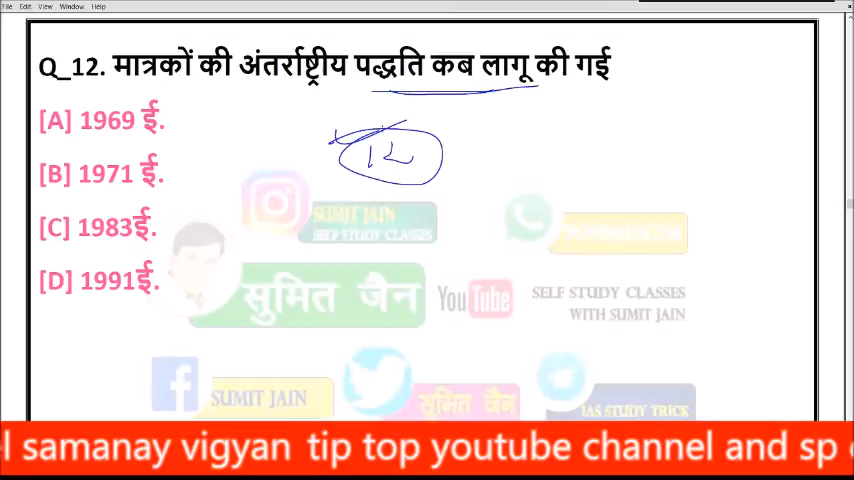 File Edit View Window Help
Q_12. मात्रकों की अंतर्राष्ट्रीय पद्धति कब लागू की गई
[A] 1969 ई.
12
[B] 1971 ई.
SUMIT JAIN
SELF STUDY CLASSES
[C] 1983ई.
[D] 1991ई.
सुमित जैन
YouTube
SELF STUDY CLASSES
WITH SUMIT JAIN
SUMIT JAIN
सुमित जैन
IAS STUDY TRICK
el samanay vigyan tip top youtube channel and sp